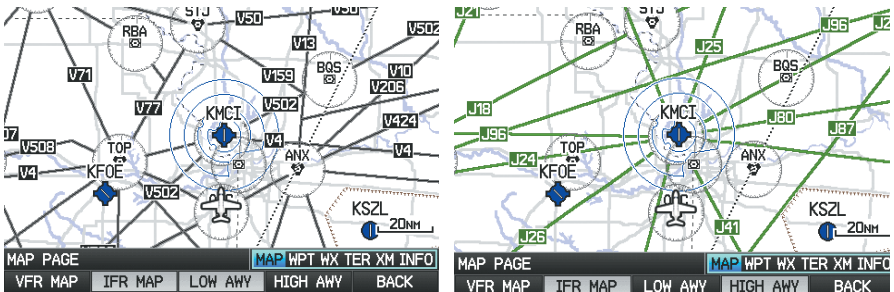 STJ
V50
V50
RBA
V502
V13
V71
V159
BQS
V10
V206
V77
V502
KMCI
V424
07
V508
TOP
V4
V4
ANX
V4
KFOE
V502
KSZL
20NM
MAP PAGE
MAP WPT WX TER XM INFO
VFR MAP IFR MAP LOW AWY HIGH AWY BACK
J21
STJ
J96
J2
RBA
J25
BQS
J18
KMCI
J80
J87
J96
TOP
J24
ANX
KFOE
KSZL
J26
J41
20NM
MAP PAGE
MAP WPT WX TER XM INFO
VFR MAP IFR MAP LOW AWY HIGH AWY BACK